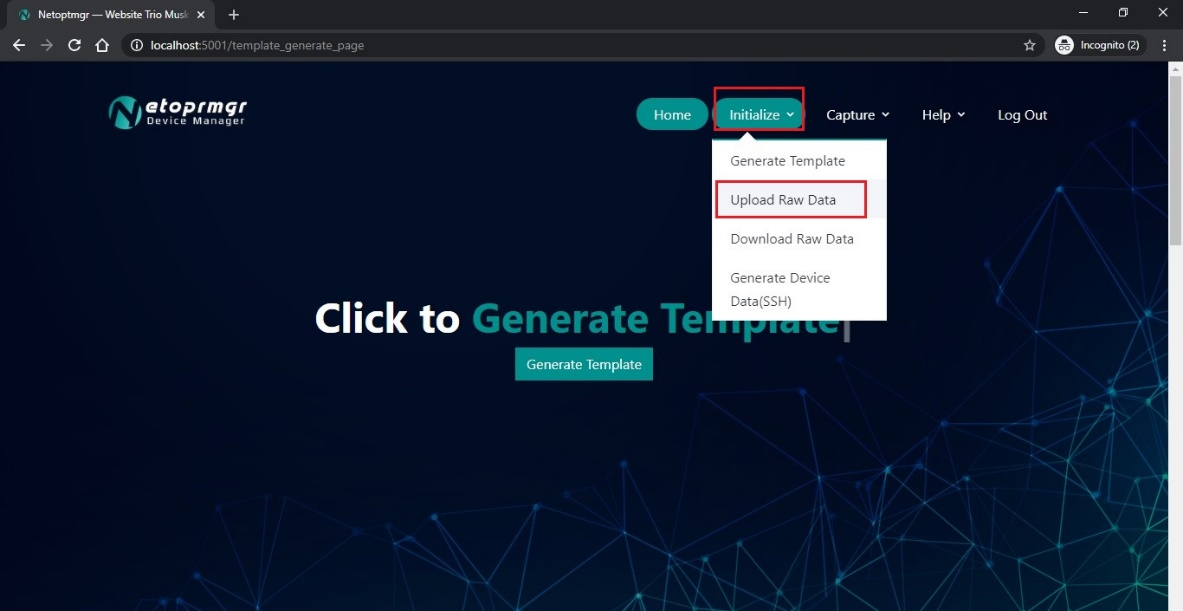 Netoptmgr — Website Trio Musk
localhost:5001/template_generate_page
Incognito (2)
etoprmgr
Device Manager
Home
Initialize
Capture
Help
Log Out
Generate Template
Upload Raw Data
Download Raw Data
Generate Device
Data(SSH)
Click to Generate Template
Generate Template